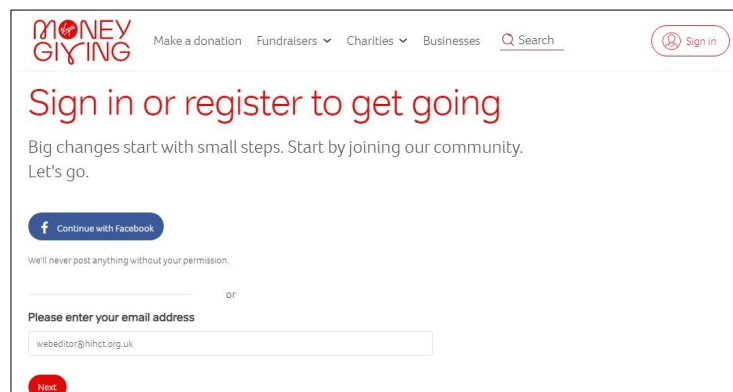 MONEY GIVING
Make a donation Fundraisers Charities Businesses Search Sign in
Sign in or register to get going
Big changes start with small steps. Start by joining our community.
Let's go.
f Continue with Facebook
We'll never post anything without your permission.
or
Please enter your email address
webeditor@hihct.org.uk
Next